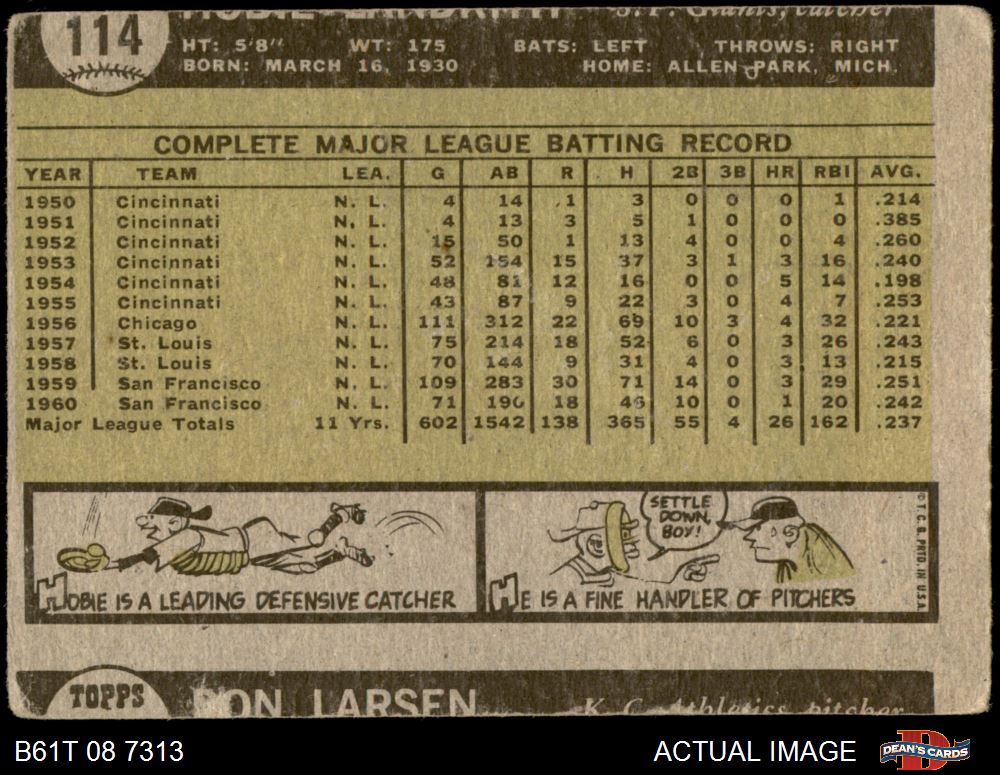 114
HOBIE LANDRITH S. F. Giants, catcher
HT: 5'8" WT: 175 BATS: LEFT THROWS: RIGHT
BORN: MARCH 16, 1930 HOME: ALLEN PARK, MICH.
COMPLETE MAJOR LEAGUE BATTING RECORD
YEAR TEAM LEA. G AB R H 2B 3B HR RBI AVG.
1950 Cincinnati N. L. 4 14 1 3 0 0 0 1 .214
1951 Cincinnati N. L. 4 13 3 5 1 0 0 0 .385
1952 Cincinnati N. L. 15 50 1 13 4 0 0 4 .260
1953 Cincinnati N. L. 52 154 15 37 3 1 3 16 .240
1954 Cincinnati N. L. 48 81 12 16 0 0 5 14 .198
1955 Cincinnati N. L. 43 87 9 22 3 0 4 7 .253
1956 Chicago N. L. 111 312 22 69 10 3 4 32 .221
1957 St. Louis N. L. 75 214 18 52 6 0 3 26 .243
1958 St. Louis N. L. 70 144 9 31 4 0 3 13 .215
1959 San Francisco N. L. 109 283 30 71 14 0 3 29 .251
1960 San Francisco N. L. 71 190 18 46 10 0 1 20 .242
Major League Totals 11 Yrs. 602 1542 138 365 55 4 26 162 .237
SETTLE
DOWN,
BOY!
HOBIE IS A LEADING DEFENSIVE CATCHER
HE IS A FINE HANDLER OF PITCHERS
© T. C. G. PRTD. IN U.S.A.
TOPPS DON LARSEN K. C. Athletics, pitcher
B61T 08 7313 ACTUAL IMAGE DEAN'S CARDS